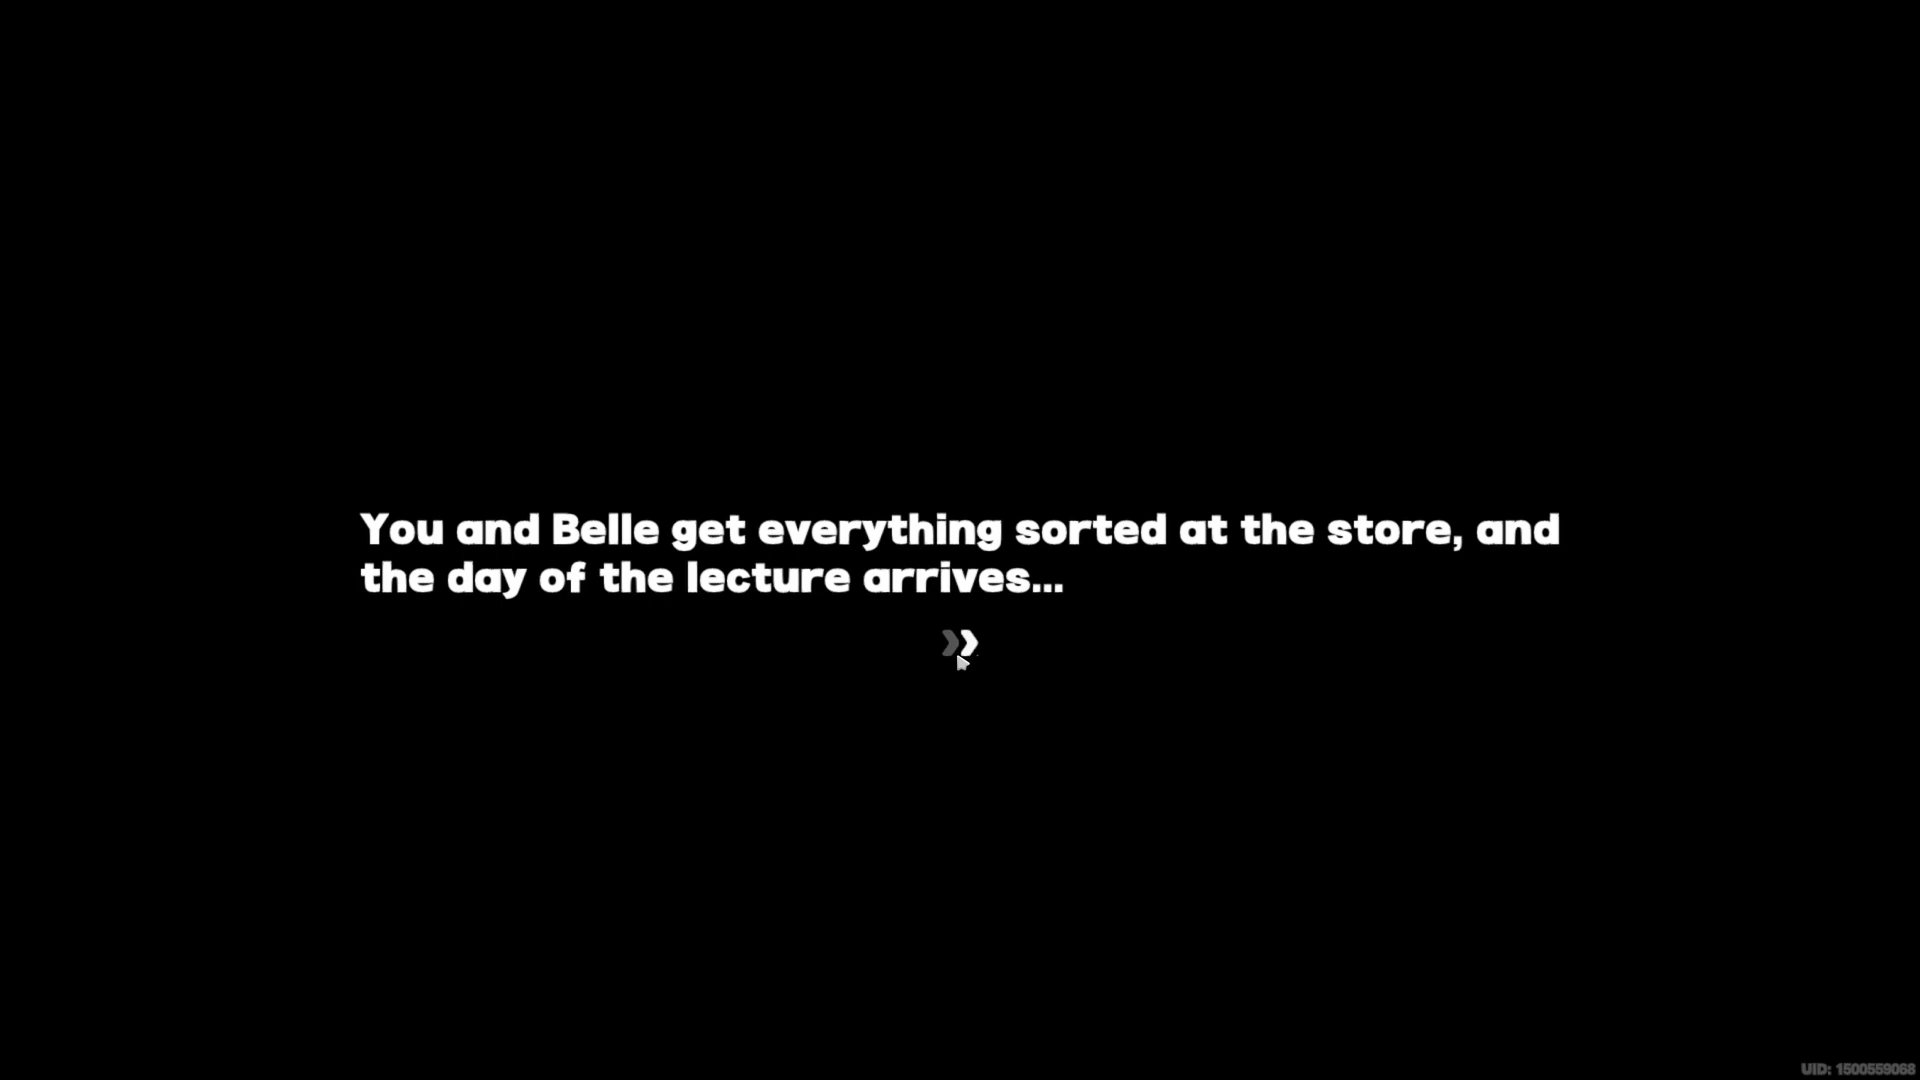 You and Belle get everything sorted at the store, and
the day of the lecture arrives...
UID: 1500559068